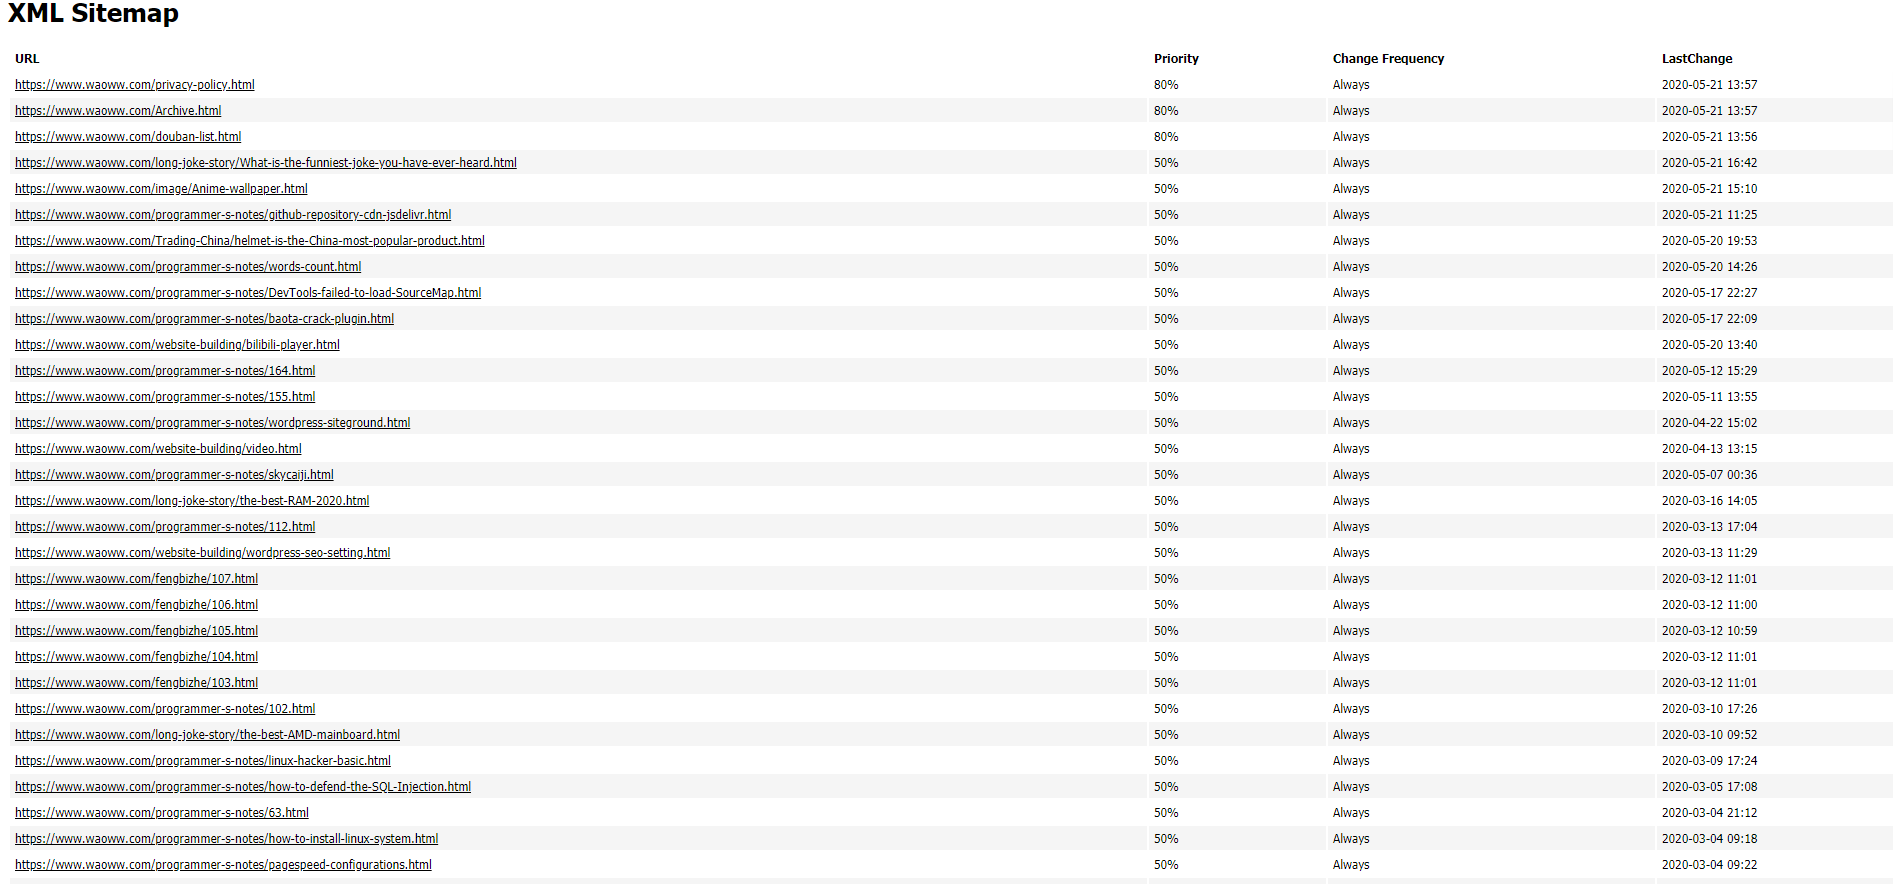 XML Sitemap
URL Priority Change Frequency LastChange
https://www.waoww.com/privacy-policy.html 80% Always 2020-05-21 13:57
https://www.waoww.com/Archive.html 80% Always 2020-05-21 13:57
https://www.waoww.com/douban-list.html 80% Always 2020-05-21 13:56
https://www.waoww.com/long-joke-story/What-is-the-funniest-joke-you-have-ever-heard.html 50% Always 2020-05-21 16:42
https://www.waoww.com/image/Anime-wallpaper.html 50% Always 2020-05-21 15:10
https://www.waoww.com/programmer-s-notes/github-repository-cdn-jsdelivr.html 50% Always 2020-05-21 11:25
https://www.waoww.com/Trading-China/helmet-is-the-China-most-popular-product.html 50% Always 2020-05-20 19:53
https://www.waoww.com/programmer-s-notes/words-count.html 50% Always 2020-05-20 14:26
https://www.waoww.com/programmer-s-notes/DevTools-failed-to-load-SourceMap.html 50% Always 2020-05-17 22:27
https://www.waoww.com/programmer-s-notes/baota-crack-plugin.html 50% Always 2020-05-17 22:09
https://www.waoww.com/website-building/bilibili-player.html 50% Always 2020-05-20 13:40
https://www.waoww.com/programmer-s-notes/164.html 50% Always 2020-05-12 15:29
https://www.waoww.com/programmer-s-notes/155.html 50% Always 2020-05-11 13:55
https://www.waoww.com/programmer-s-notes/wordpress-siteground.html 50% Always 2020-04-22 15:02
https://www.waoww.com/website-building/video.html 50% Always 2020-04-13 13:15
https://www.waoww.com/programmer-s-notes/skycaiji.html 50% Always 2020-05-07 00:36
https://www.waoww.com/long-joke-story/the-best-RAM-2020.html 50% Always 2020-03-16 14:05
https://www.waoww.com/programmer-s-notes/112.html 50% Always 2020-03-13 17:04
https://www.waoww.com/website-building/wordpress-seo-setting.html 50% Always 2020-03-13 11:29
https://www.waoww.com/fengbizhe/107.html 50% Always 2020-03-12 11:01
https://www.waoww.com/fengbizhe/106.html 50% Always 2020-03-12 11:00
https://www.waoww.com/fengbizhe/105.html 50% Always 2020-03-12 10:59
https://www.waoww.com/fengbizhe/104.html 50% Always 2020-03-12 11:01
https://www.waoww.com/fengbizhe/103.html 50% Always 2020-03-12 11:01
https://www.waoww.com/programmer-s-notes/102.html 50% Always 2020-03-10 17:26
https://www.waoww.com/long-joke-story/the-best-AMD-mainboard.html 50% Always 2020-03-10 09:52
https://www.waoww.com/programmer-s-notes/linux-hacker-basic.html 50% Always 2020-03-09 17:24
https://www.waoww.com/programmer-s-notes/how-to-defend-the-SQL-Injection.html 50% Always 2020-03-05 17:08
https://www.waoww.com/programmer-s-notes/63.html 50% Always 2020-03-04 21:12
https://www.waoww.com/programmer-s-notes/how-to-install-linux-system.html 50% Always 2020-03-04 09:18
https://www.waoww.com/programmer-s-notes/pagespeed-configurations.html 50% Always 2020-03-04 09:22